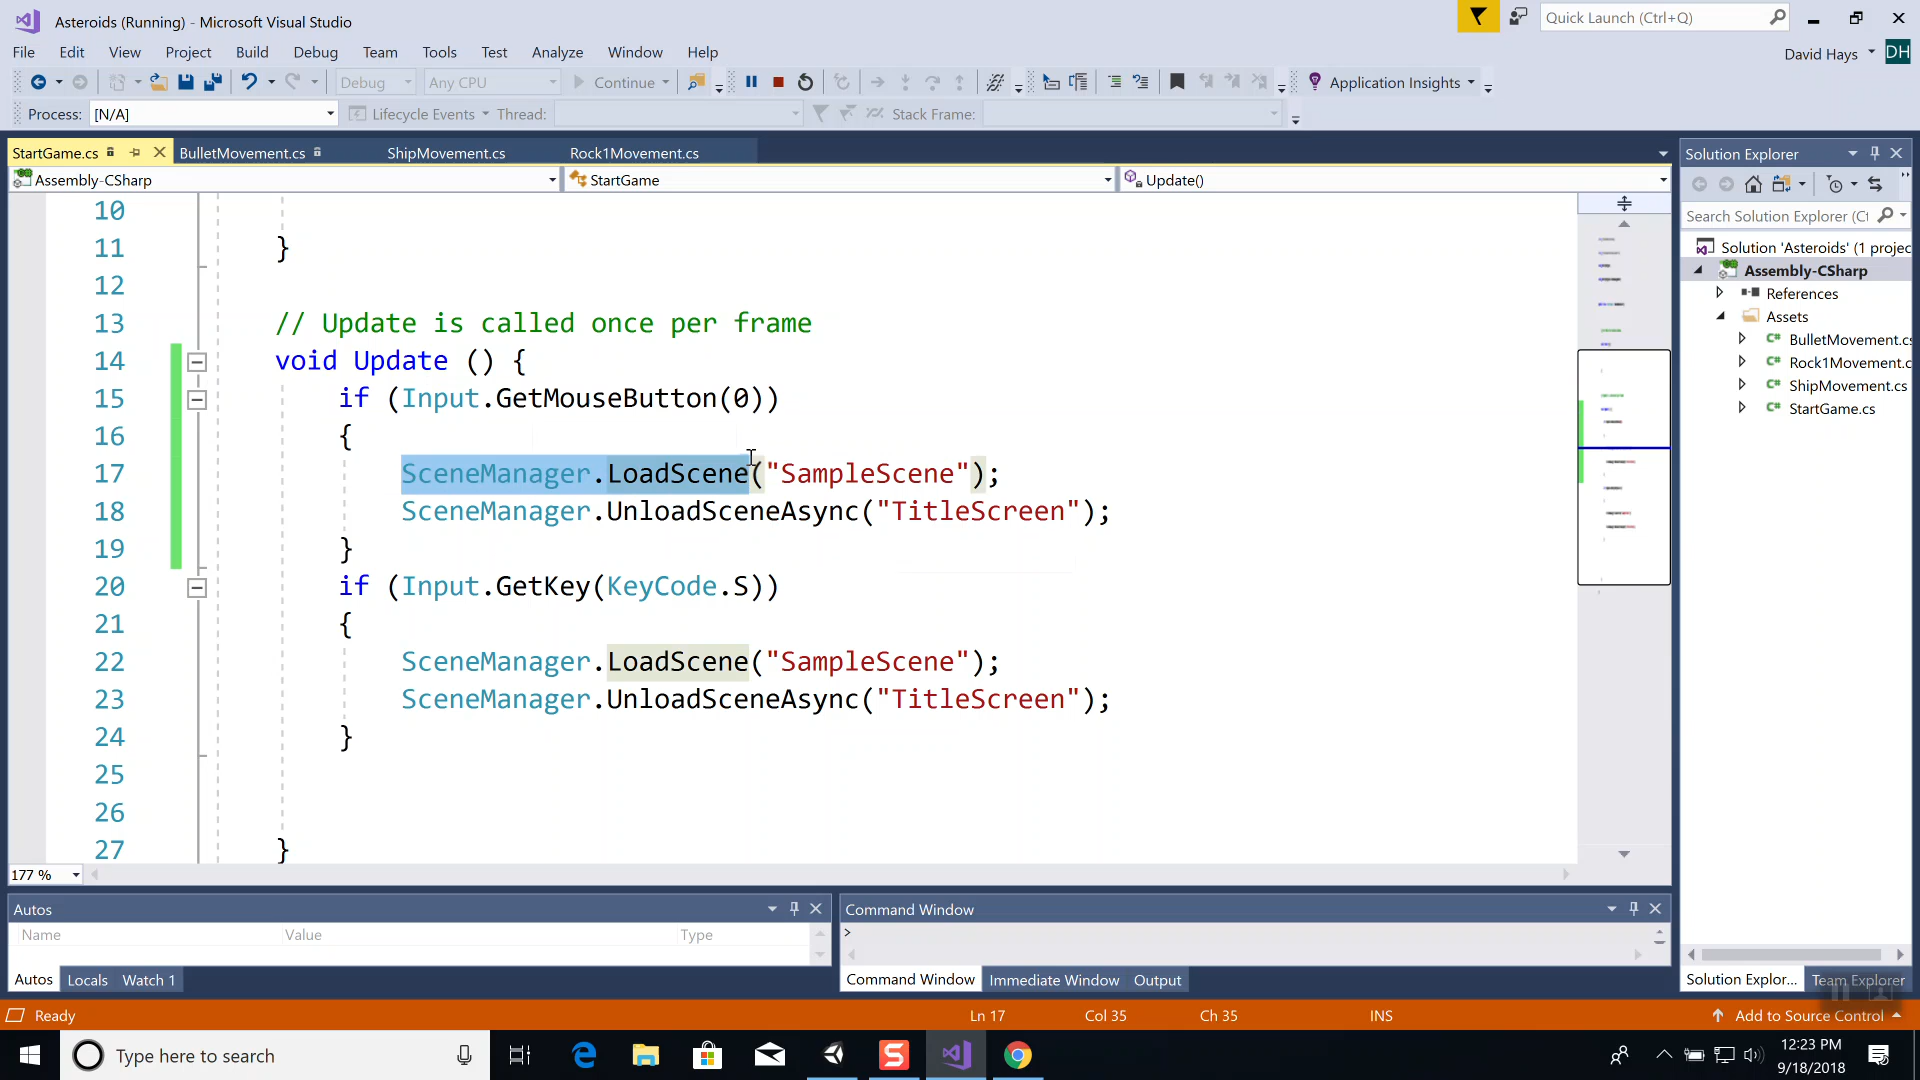 Asteroids (Running) - Microsoft Visual Studio
Quick Launch (Ctrl+Q)
File Edit View Project Build Debug Team Tools Test Analyze Window Help
David Hays DH
Debug Any CPU Continue Application Insights
Process: [N/A] Lifecycle Events Thread: Stack Frame:
StartGame.cs BulletMovement.cs ShipMovement.cs Rock1Movement.cs
Assembly-CSharp StartGame Update()
10
11 }
12
13 // Update is called once per frame
14 void Update () {
15 if (Input.GetMouseButton(0))
16 {
17 SceneManager.LoadScene("SampleScene");
18 SceneManager.UnloadSceneAsync("TitleScreen");
19 }
20 if (Input.GetKey(KeyCode.S))
21 {
22 SceneManager.LoadScene("SampleScene");
23 SceneManager.UnloadSceneAsync("TitleScreen");
24 }
25
26
27 }
177 %
Solution Explorer
Search Solution Explorer (Ct
Solution 'Asteroids' (1 projec
Assembly-CSharp
References
Assets
BulletMovement.cs
Rock1Movement.c
ShipMovement.cs
StartGame.cs
Autos
Name Value Type
Autos Locals Watch 1
Command Window
>
Command Window Immediate Window Output
Solution Explor... Team Explorer
Ready Ln 17 Col 35 Ch 35 INS Add to Source Control
Type here to search
12:23 PM
9/18/2018